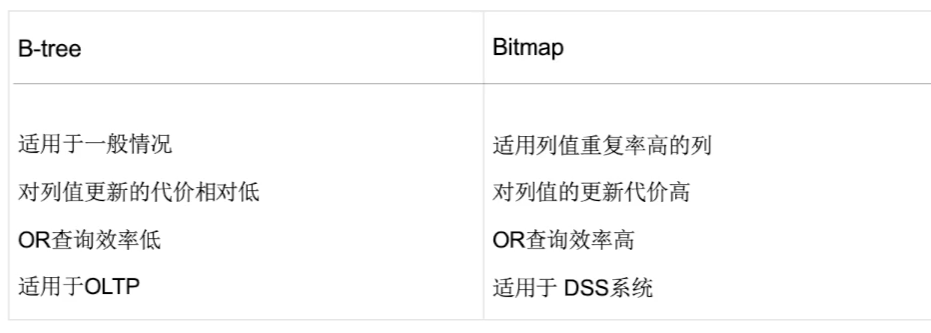 B-tree
Bitmap
适用于一般情况
适用列值重复率高的列
对列值更新的代价相对低
对列值的更新代价高
OR查询效率低
OR查询效率高
适用于OLTP
适用于 DSS系统